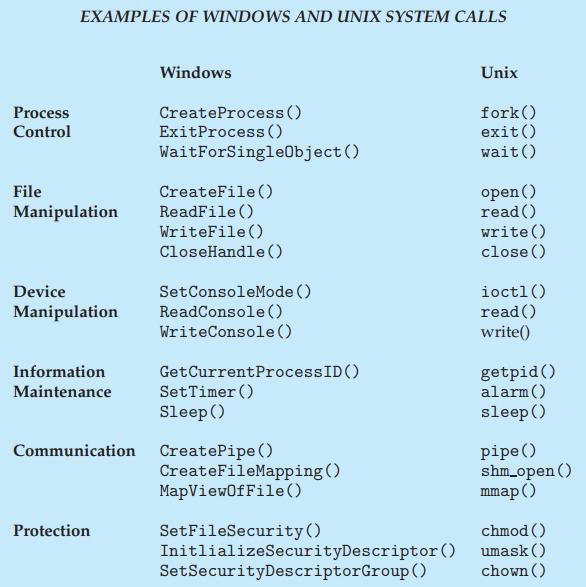 EXAMPLES OF WINDOWS AND UNIX SYSTEM CALLS
Windows Unix
Process CreateProcess() fork()
Control ExitProcess() exit()
WaitForSingleObject() wait()
File CreateFile() open()
Manipulation ReadFile() read()
WriteFile() write()
CloseHandle() close()
Device SetConsoleMode() ioctl()
Manipulation ReadConsole() read()
WriteConsole() write()
Information GetCurrentProcessID() getpid()
Maintenance SetTimer() alarm()
Sleep() sleep()
Communication CreatePipe() pipe()
CreateFileMapping() shm_open()
MapViewOfFile() mmap()
Protection SetFileSecurity() chmod()
InitlializeSecurityDescriptor() umask()
SetSecurityDescriptorGroup() chown()